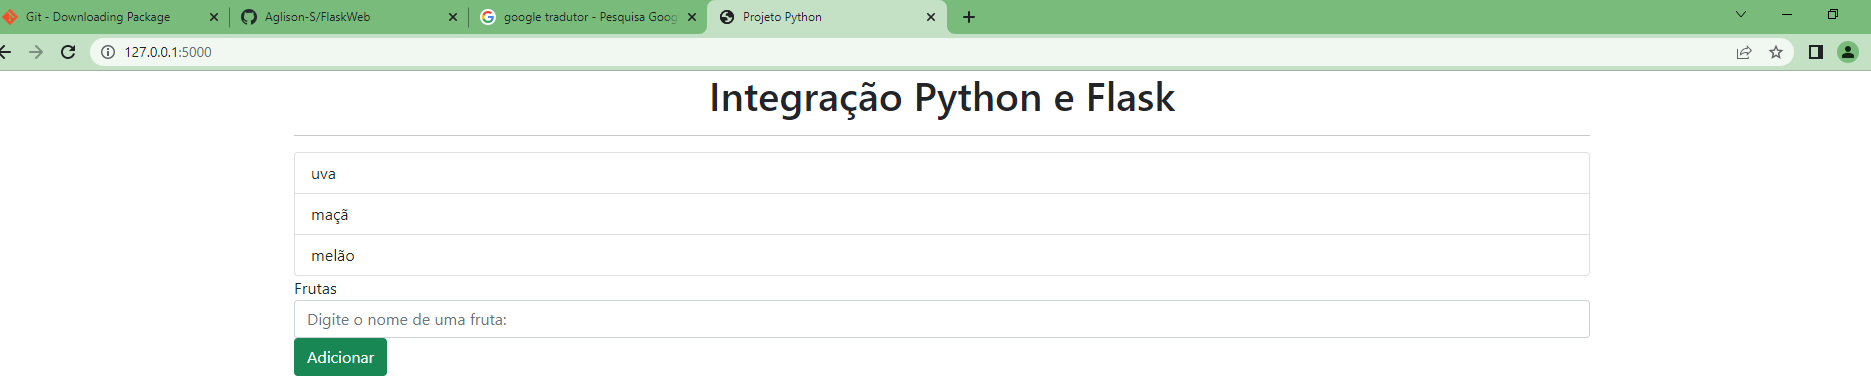 Git - Downloading Package
Aglison-S/FlaskWeb
google tradutor - Pesquisa Goog
Projeto Python
127.0.0.1:5000
Integração Python e Flask
uva
maçã
melão
Frutas
Digite o nome de uma fruta:
Adicionar